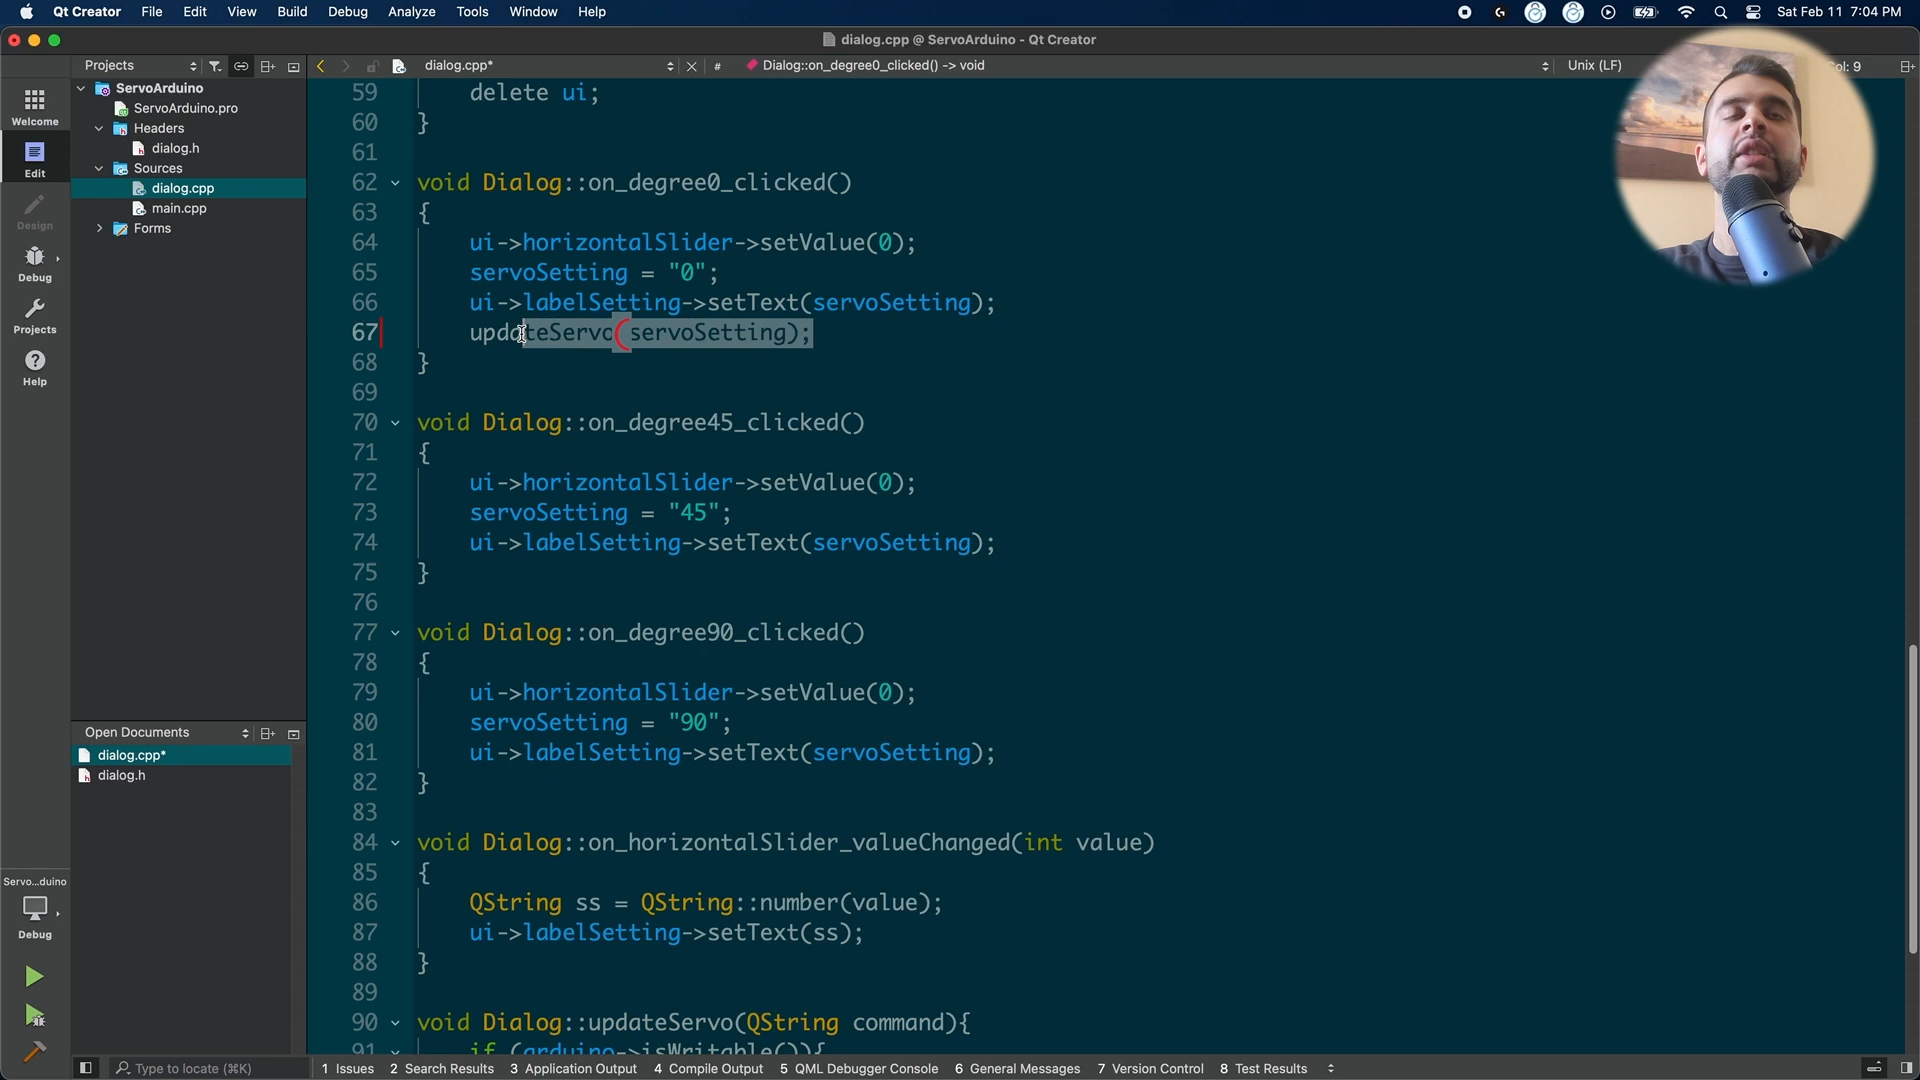 Qt Creator File Edit View Build Debug Analyze Tools Window Help Sat Feb 11 7:04 PM
dialog.cpp @ ServoArduino - Qt Creator
Projects dialog.cpp* # Dialog::on_degree0_clicked() -> void Unix (LF) Col: 9
Welcome
Edit
Design
Debug
Projects
Help
Servo...duino
Debug
ServoArduino
ServoArduino.pro
Headers
dialog.h
Sources
dialog.cpp
main.cpp
Forms
Open Documents
dialog.cpp*
dialog.h
59 delete ui;
60 }
61
62 void Dialog::on_degree0_clicked()
63 {
64 ui->horizontalSlider->setValue(0);
65 servoSetting = "0";
66 ui->labelSetting->setText(servoSetting);
67 updateServo(servoSetting);
68 }
69
70 void Dialog::on_degree45_clicked()
71 {
72 ui->horizontalSlider->setValue(0);
73 servoSetting = "45";
74 ui->labelSetting->setText(servoSetting);
75 }
76
77 void Dialog::on_degree90_clicked()
78 {
79 ui->horizontalSlider->setValue(0);
80 servoSetting = "90";
81 ui->labelSetting->setText(servoSetting);
82 }
83
84 void Dialog::on_horizontalSlider_valueChanged(int value)
85 {
86 QString ss = QString::number(value);
87 ui->labelSetting->setText(ss);
88 }
89
90 void Dialog::updateServo(QString command){
91 if (arduino->isWritable()){
Type to locate (⌘K) 1 Issues 2 Search Results 3 Application Output 4 Compile Output 5 QML Debugger Console 6 General Messages 7 Version Control 8 Test Results